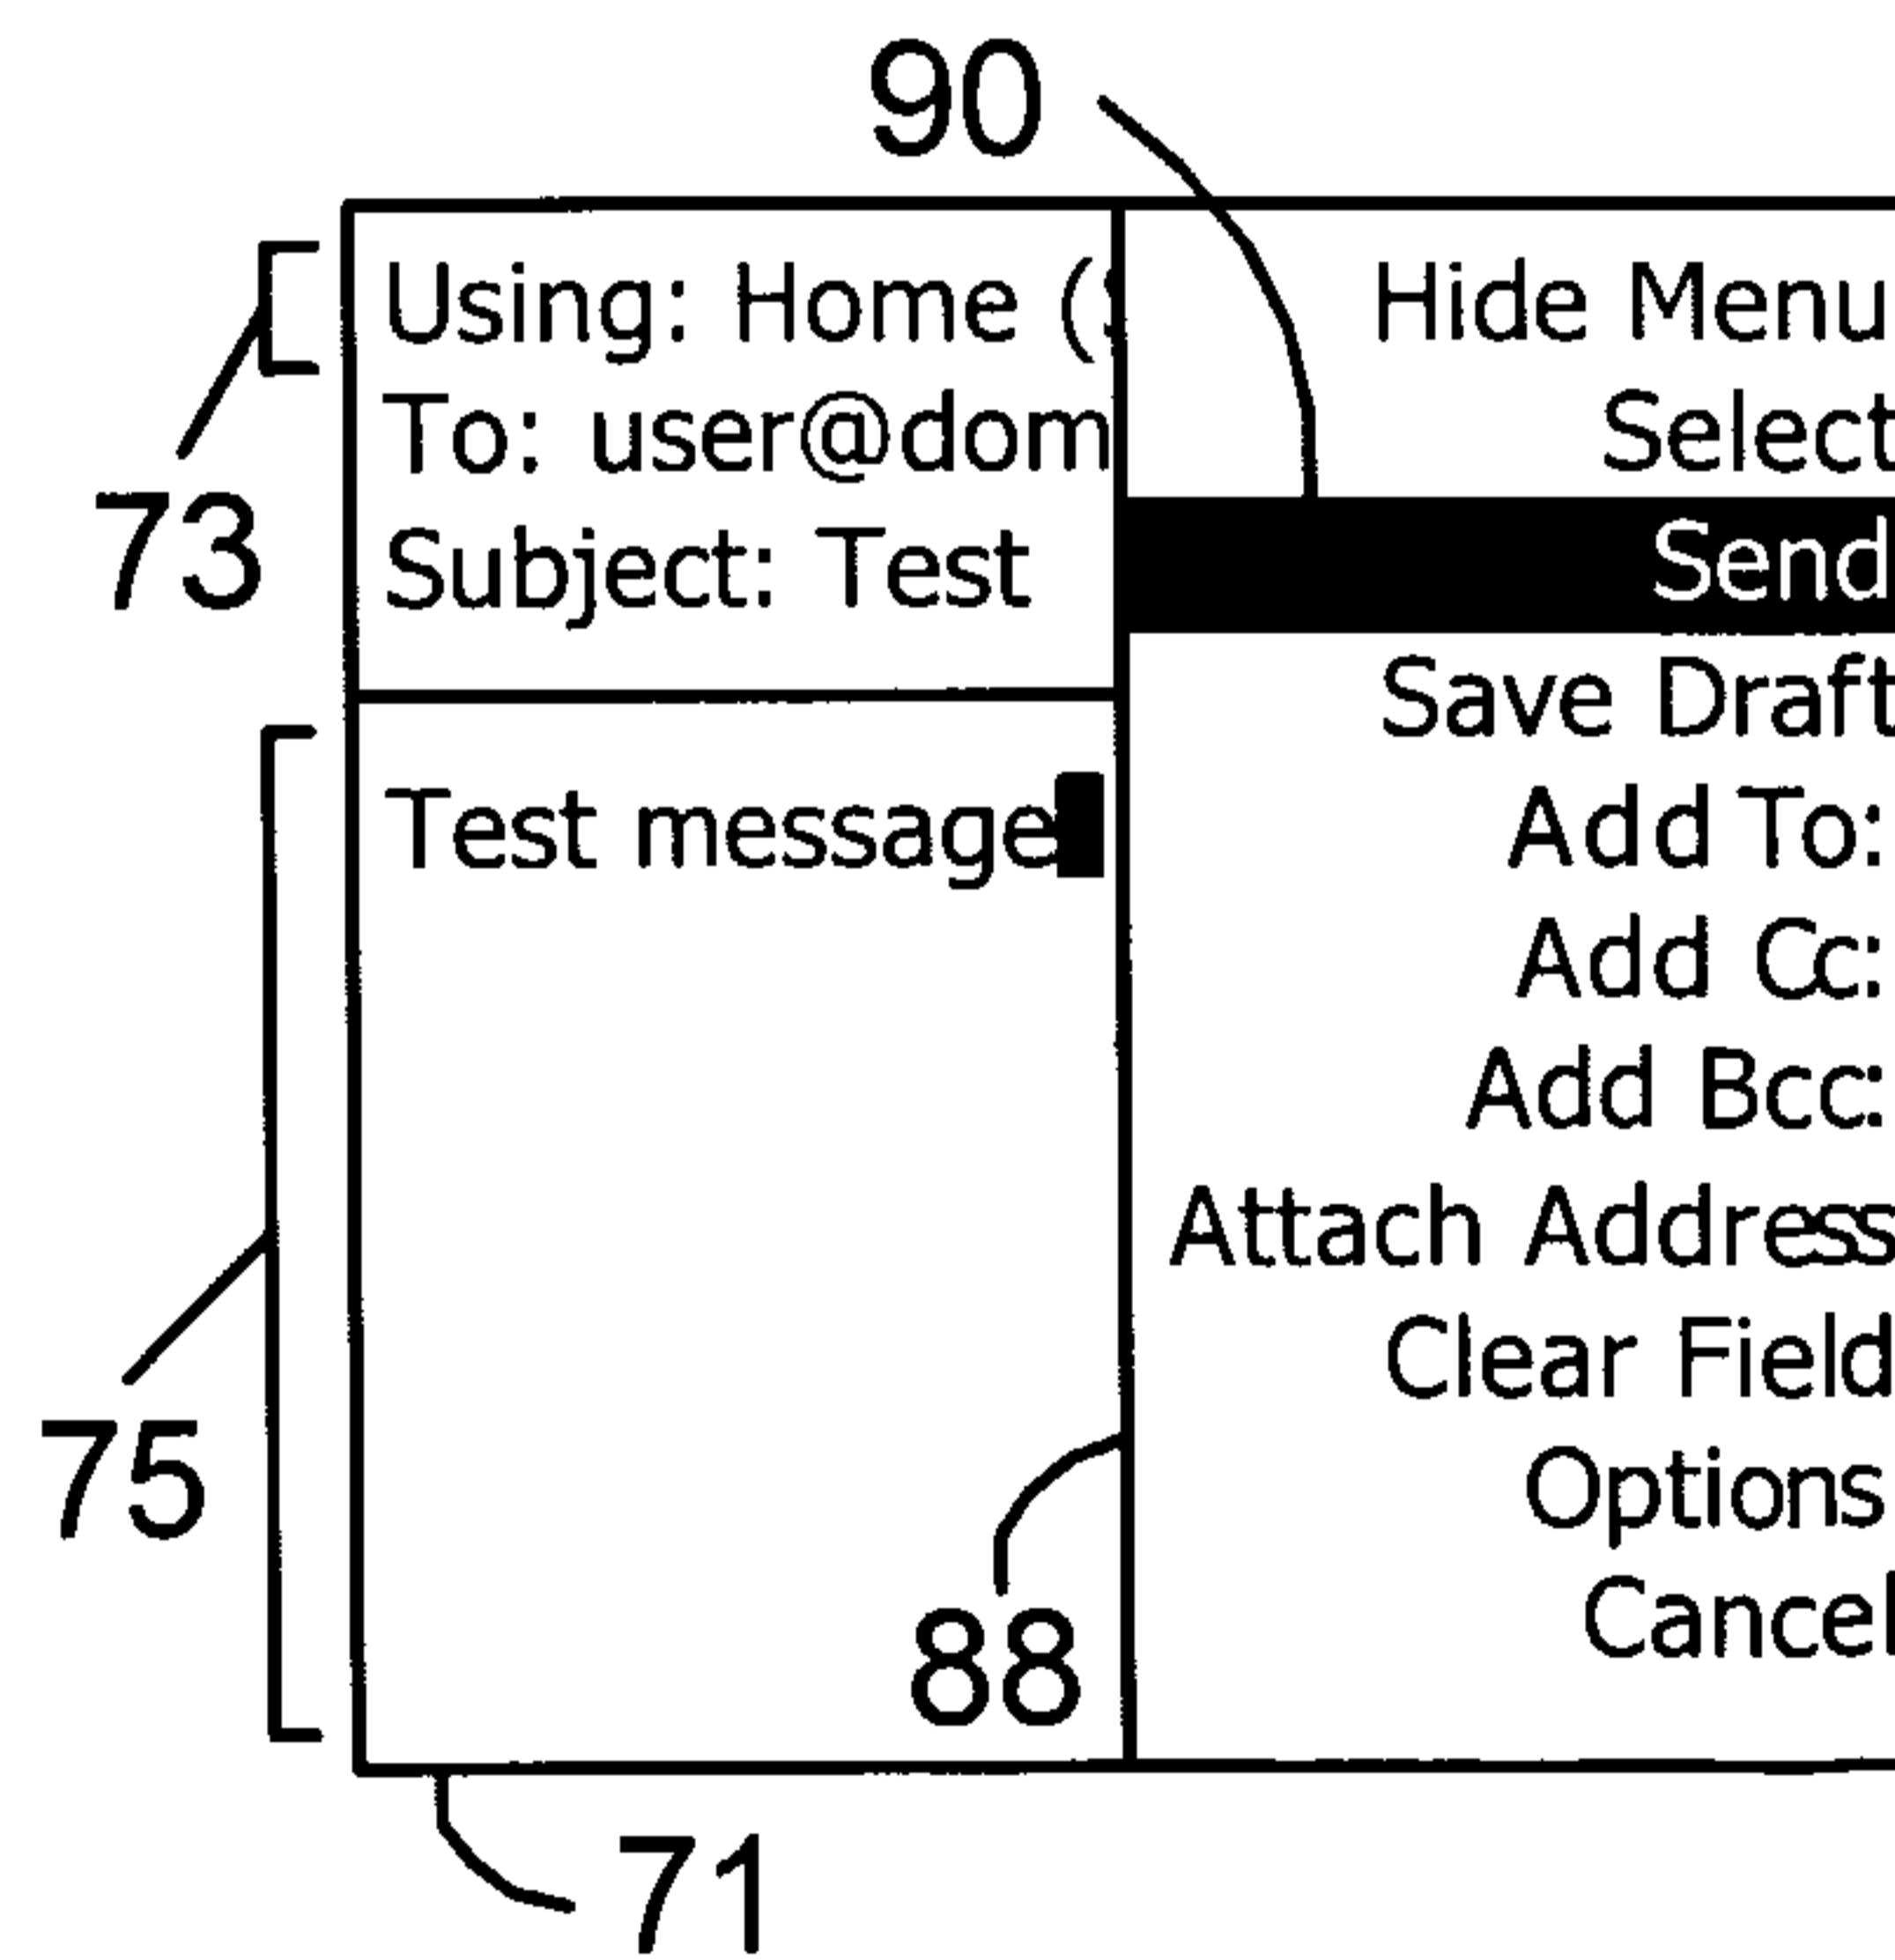 90
Using: Home (
To: user@dom
Subject: Test
73
Test message
75
Hide Menu
Select
Send
Save Draft
Add To:
Add Cc:
Add Bcc:
Attach Address
Clear Field
Options
Cancel
88
71